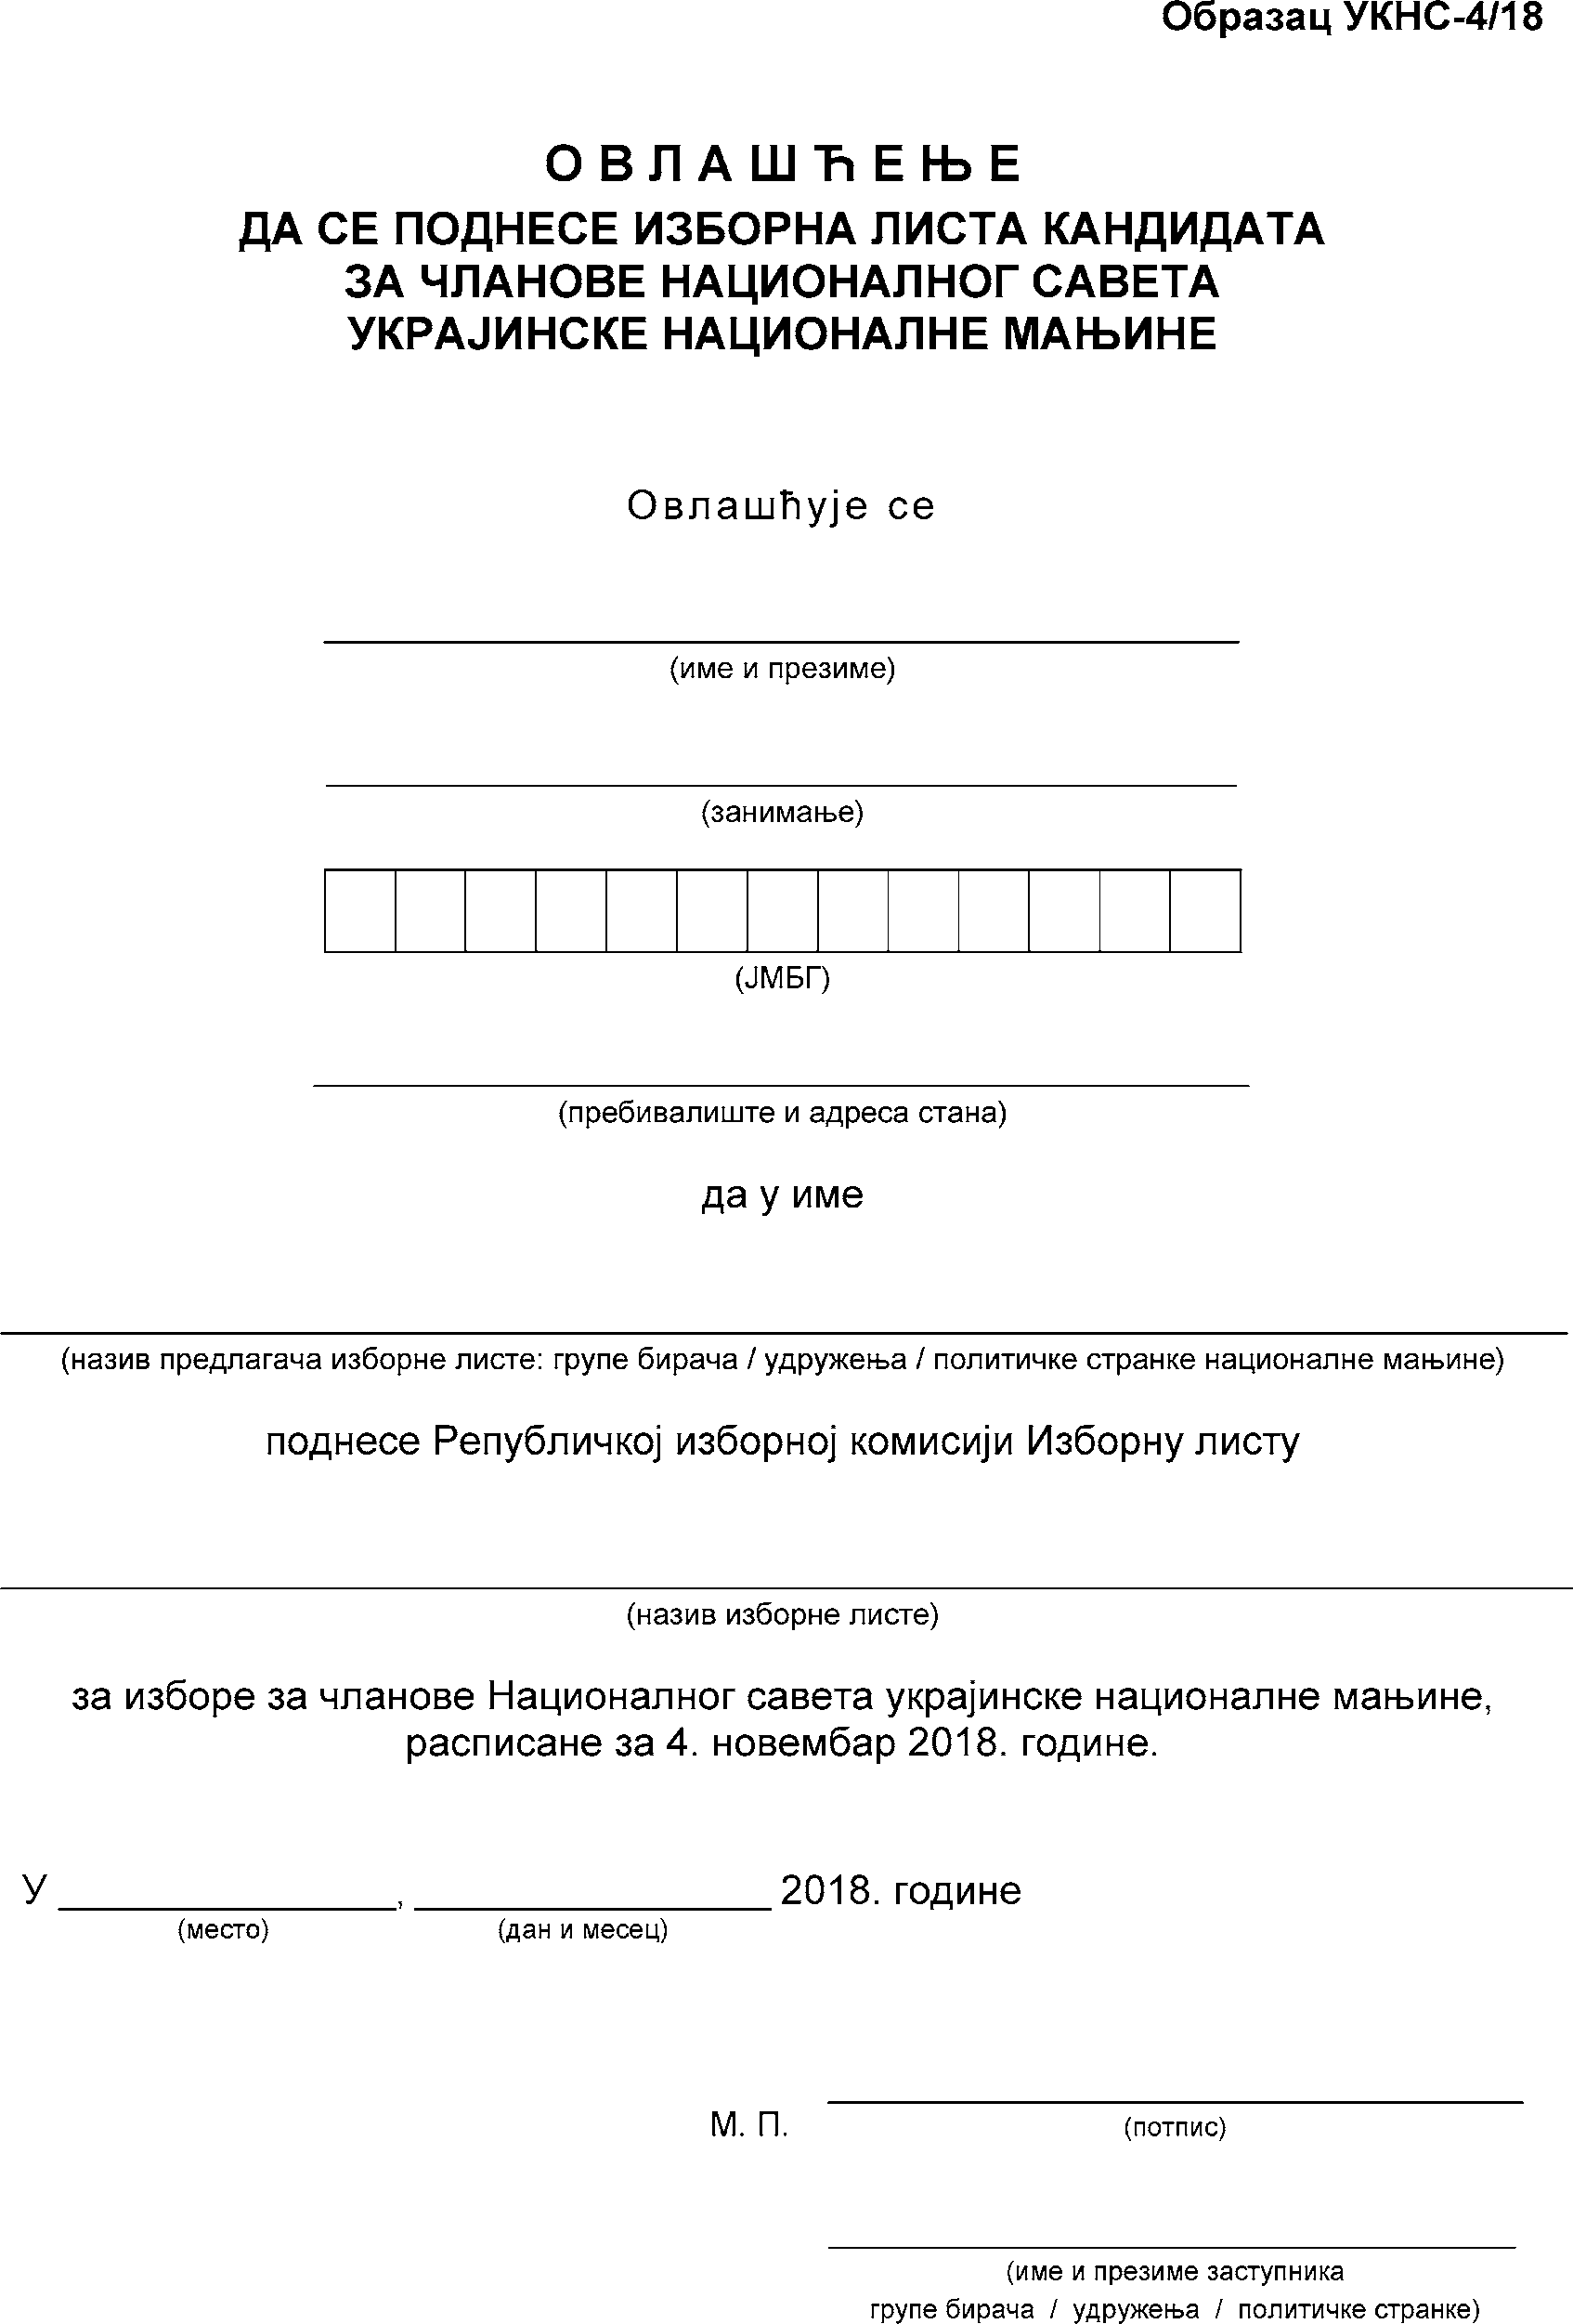 Образац УКНС-4/18
О В Л А Ш Ћ Е Њ Е
ДА СЕ ПОДНЕСЕ ИЗБОРНА ЛИСТА КАНДИДАТА
ЗА ЧЛАНОВЕ НАЦИОНАЛНОГ САВЕТА
УКРАЈИНСКЕ НАЦИОНАЛНЕ МАЊИНЕ
Овлашћује се
(име и презиме)
(занимање)
(ЈМБГ)
(пребивалиште и адреса стана)
да у име
(назив предлагача изборне листе: групе бирача / удружења / политичке странке националне мањине)
поднесе Републичкој изборној комисији Изборну листу
(назив изборне листе)
за изборе за чланове Националног савета украјинске националне мањине,
расписане за 4. новембар 2018. године.
У ________________, ________________ 2018. године
(место) (дан и месец)
М. П. (потпис)
(име и презиме заступника
групе бирача / удружења / политичке странке)